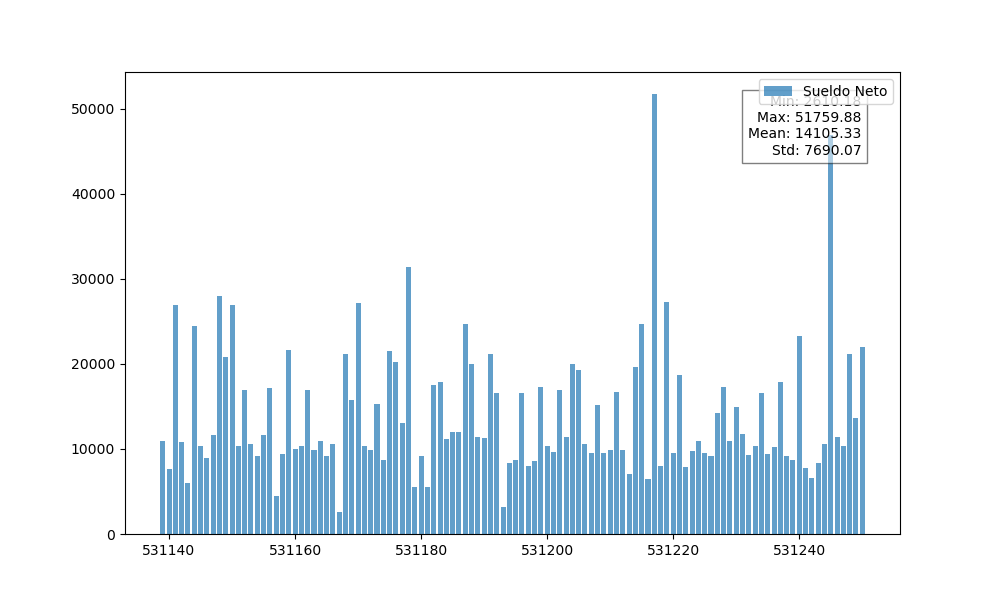 Sueldo Neto
Min: 2610.18
Max: 51759.88
Mean: 14105.33
Std: 7690.07
50000
40000
30000
20000
10000
0
531140 531160 531180 531200 531220 531240